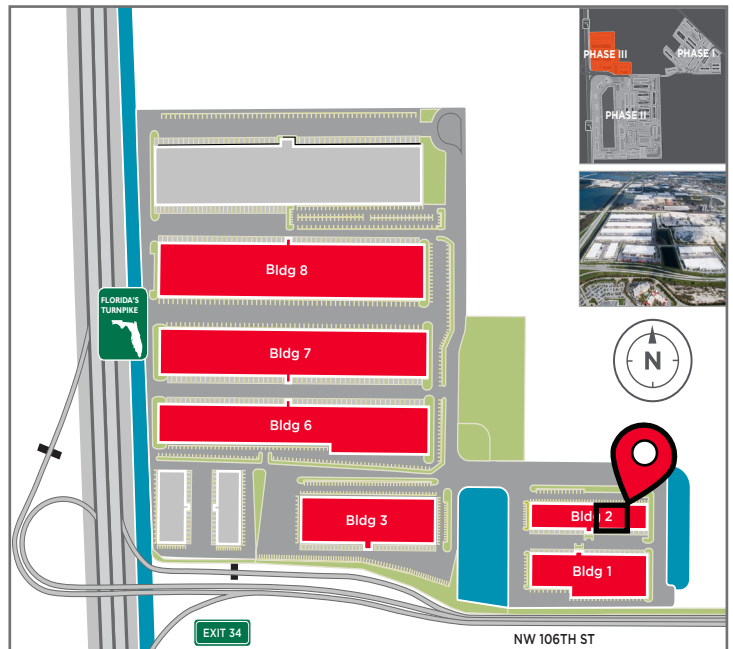 PHASE III
PHASE I
PHASE II
Bldg 8
FLORIDA'S
TURNPIKE
Bldg 7
N
Bldg 6
Bldg 3
Bldg 2
Bldg 1
EXIT 34
NW 106TH ST